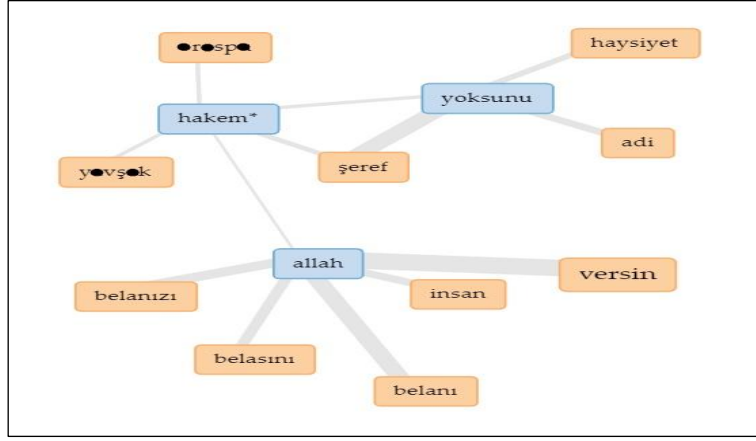 ●r●sp●
haysiyet
yoksunu
hakem*
adi
şeref
y●vş●k
allah
versin
insan
belanızı
belasını
belanı